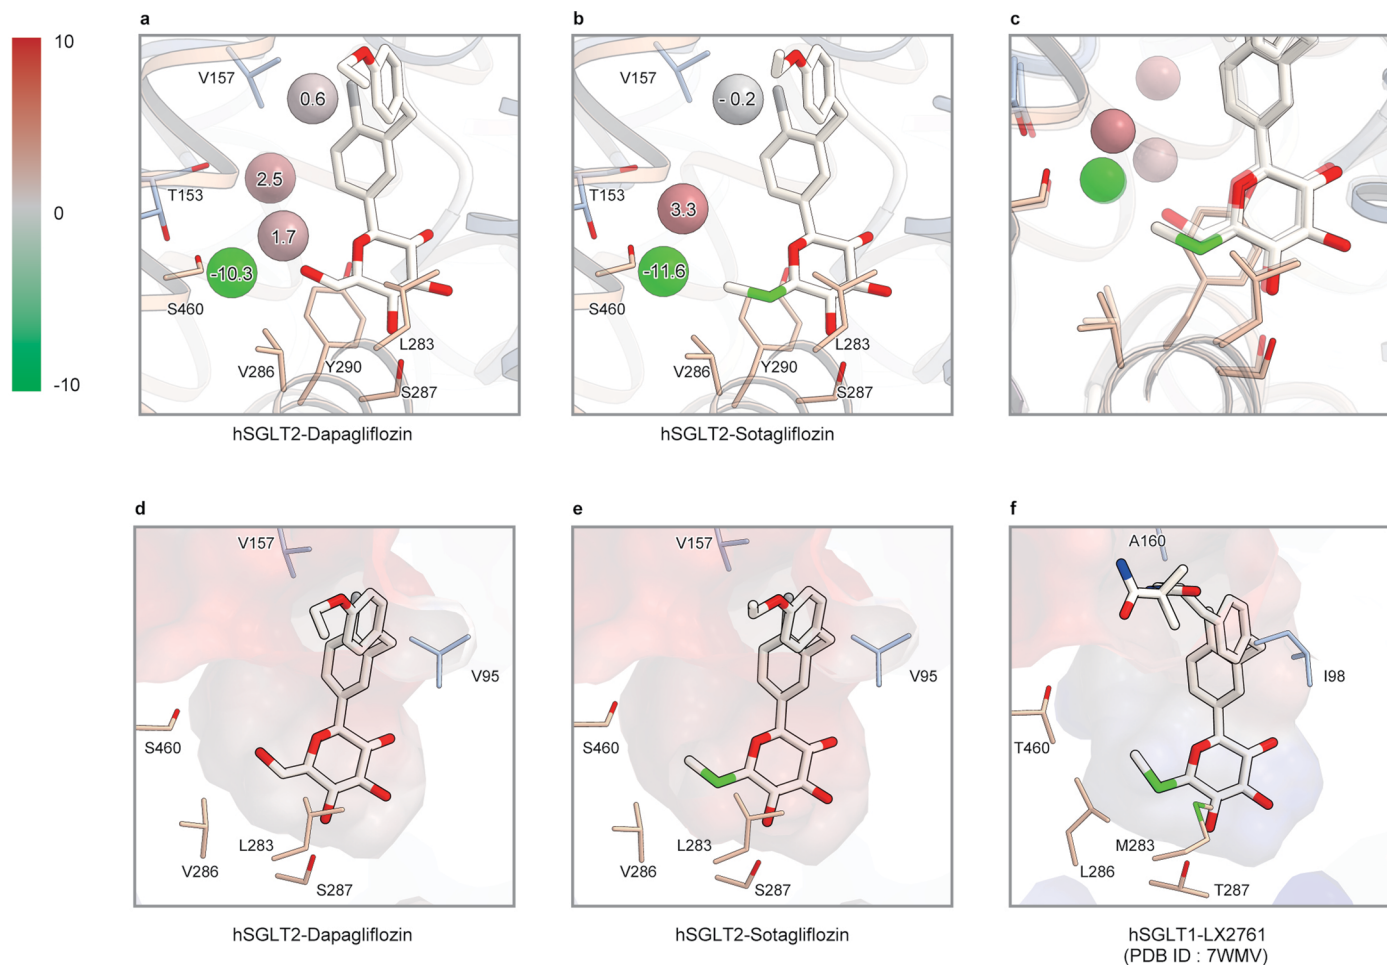 a
b
c
10
0
-10
V157
0.6
2.5
T153
1.7
-10.3
S460
L283
V286
Y290
S287
hSGLT2-Dapagliflozin
V157
- 0.2
T153
3.3
-11.6
S460
L283
V286
Y290
S287
hSGLT2-Sotagliflozin
d
e
f
V157
V95
S460
L283
V286
S287
hSGLT2-Dapagliflozin
V157
V95
S460
L283
V286
S287
hSGLT2-Sotagliflozin
A160
I98
T460
M283
L286
T287
hSGLT1-LX2761
(PDB ID : 7WMV)